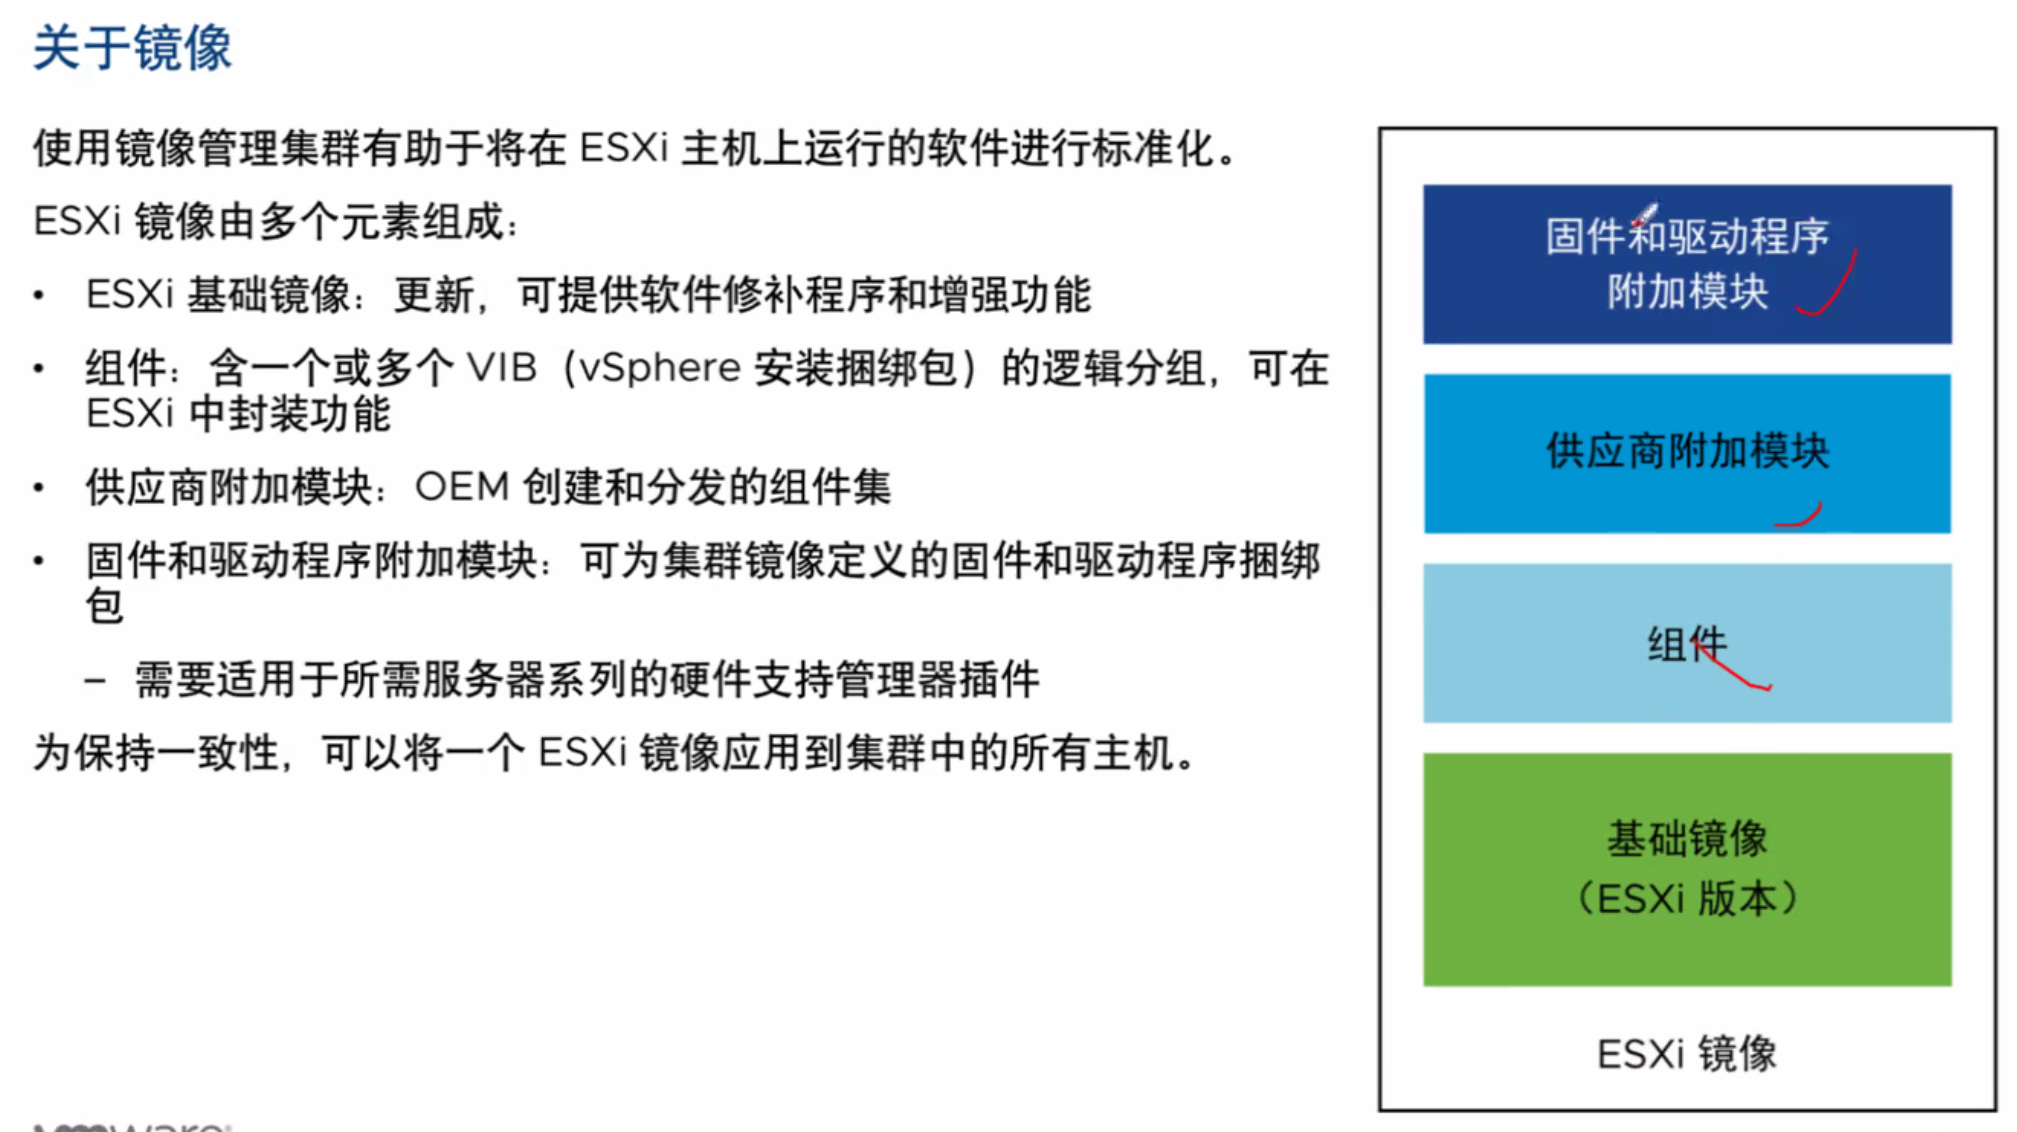 关于镜像
使用镜像管理集群有助于将在 ESXi 主机上运行的软件进行标准化。
ESXi 镜像由多个元素组成：
• ESXi 基础镜像：更新，可提供软件修补程序和增强功能
• 组件：含一个或多个 VIB（vSphere 安装捆绑包）的逻辑分组，可在
ESXi 中封装功能
• 供应商附加模块：OEM 创建和分发的组件集
• 固件和驱动程序附加模块：可为集群镜像定义的固件和驱动程序捆绑
包
– 需要适用于所需服务器系列的硬件支持管理器插件
为保持一致性，可以将一个 ESXi 镜像应用到集群中的所有主机。
固件和驱动程序
附加模块
供应商附加模块
组件
基础镜像
（ESXi 版本）
ESXi 镜像
vmware